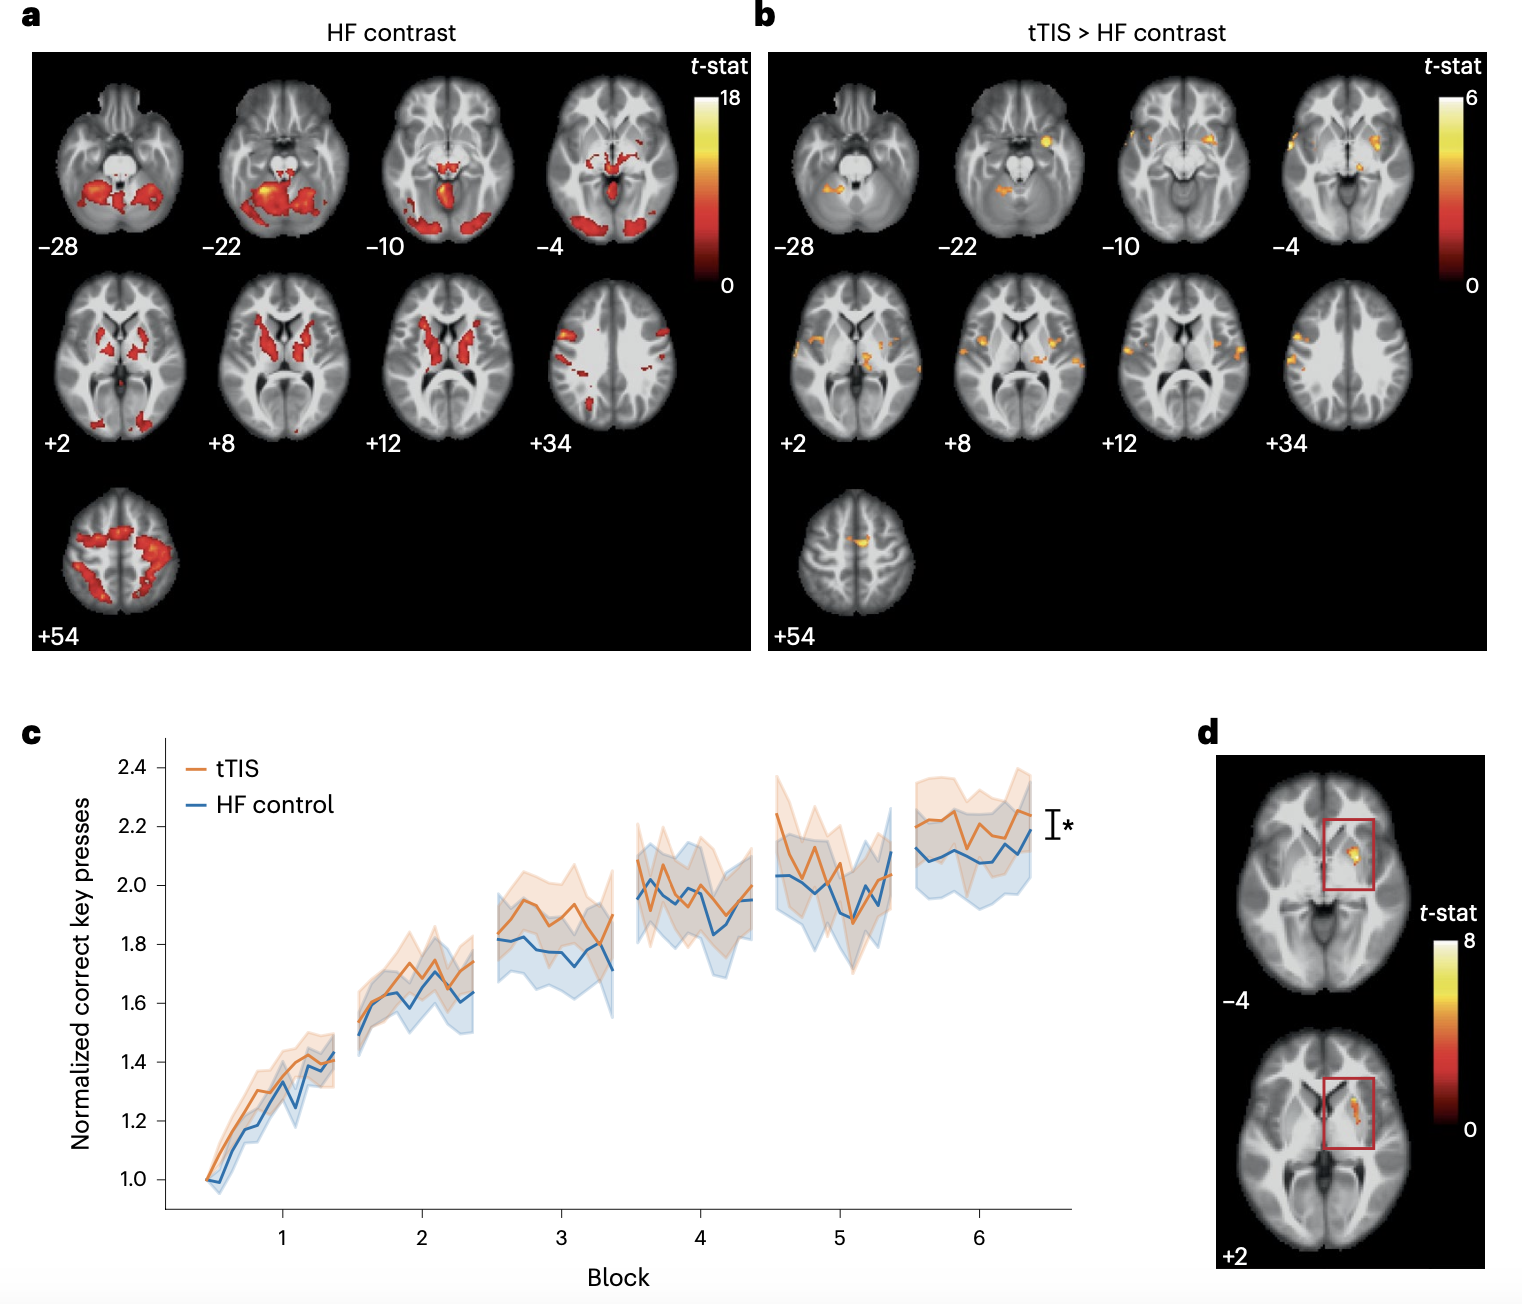 a
HF contrast
t-stat
18
0
−28
−22
−10
−4
+2
+8
+12
+34
+54
b
tTIS > HF contrast
t-stat
6
0
−28
−22
−10
−4
+2
+8
+12
+34
+54
c
Normalized correct key presses
2.4
2.2
2.0
1.8
1.6
1.4
1.2
1.0
tTIS
HF control
*
1 2 3 4 5 6
Block
d
t-stat
8
0
−4
+2